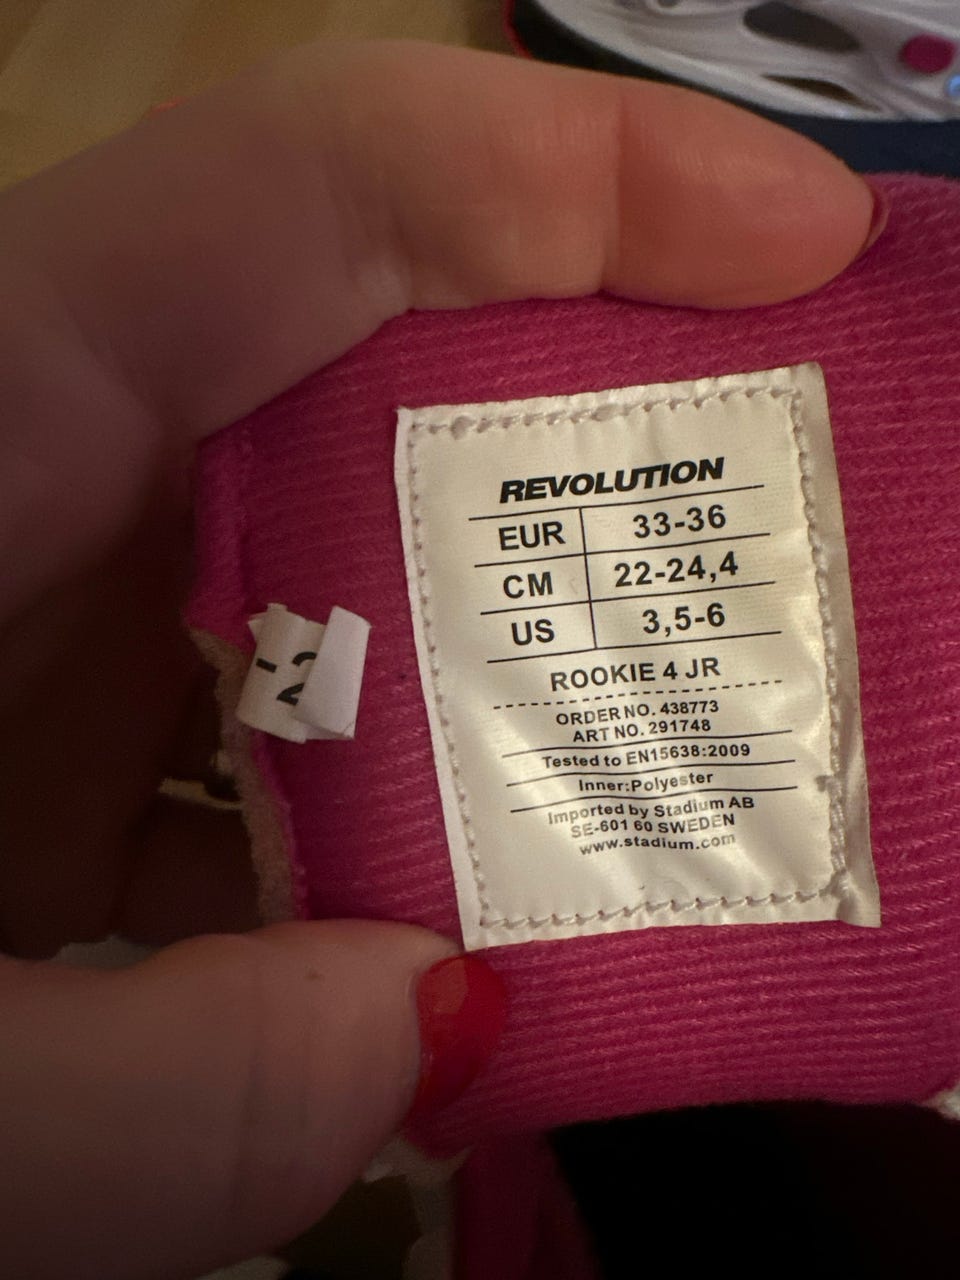 REVOLUTION
EUR 33-36
CM 22-24,4
US 3,5-6
ROOKIE 4 JR
ORDER NO. 438773
ART NO. 291748
Tested to EN15638:2009
Inner:Polyester
Imported by Stadium AB
SE-601 60 SWEDEN
www.stadium.com
-2